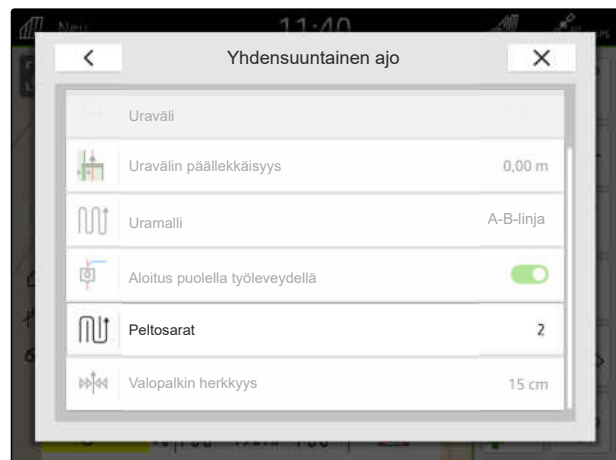 Neu 11:40
Yhdensuuntainen ajo
Uraväli
Uravälin päällekkäisyys 0,00 m
Uramalli A-B-linja
Aloitus puolella työleveydellä
Peltosarat 2
Valopalkin herkkyys 15 cm